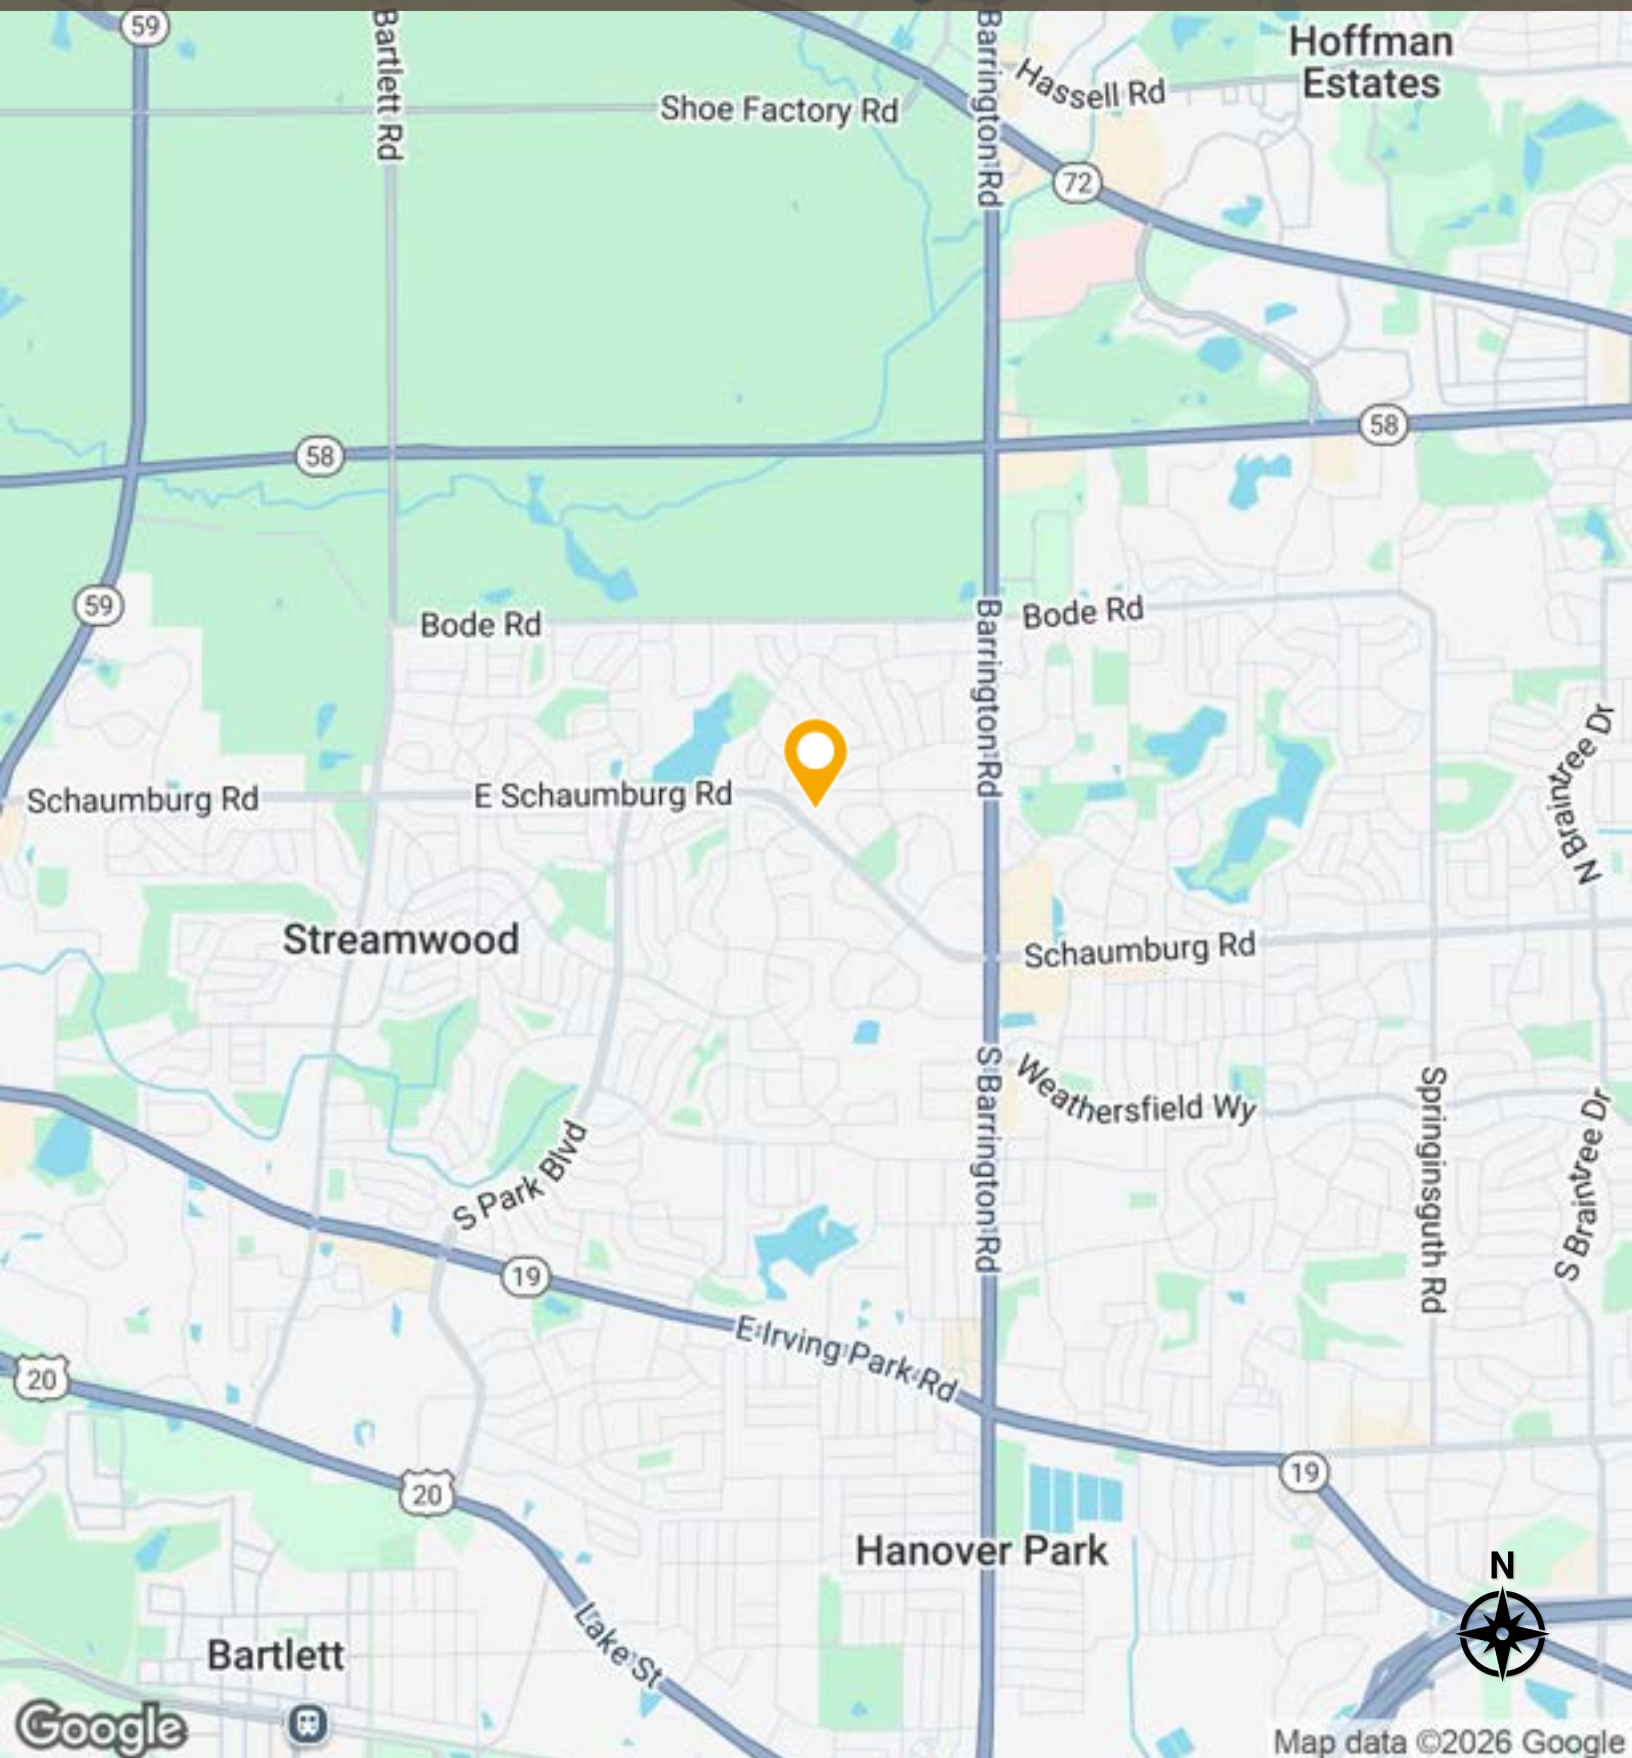 59
Bartlett Rd
Barrington Rd
Hassell Rd
Hoffman
Estates
Shoe Factory Rd
72
58
58
59
Bode Rd
Bode Rd
Barrington Rd
N Braintree Dr
Schaumburg Rd
E Schaumburg Rd
Streamwood
Schaumburg Rd
S Barrington Rd
Weathersfield Wy
Springinsguth Rd
S Braintree Dr
S Park Blvd
19
E Irving Park Rd
20
20
19
Hanover Park
N
Lake St
Bartlett
Google
Map data ©2026 Google